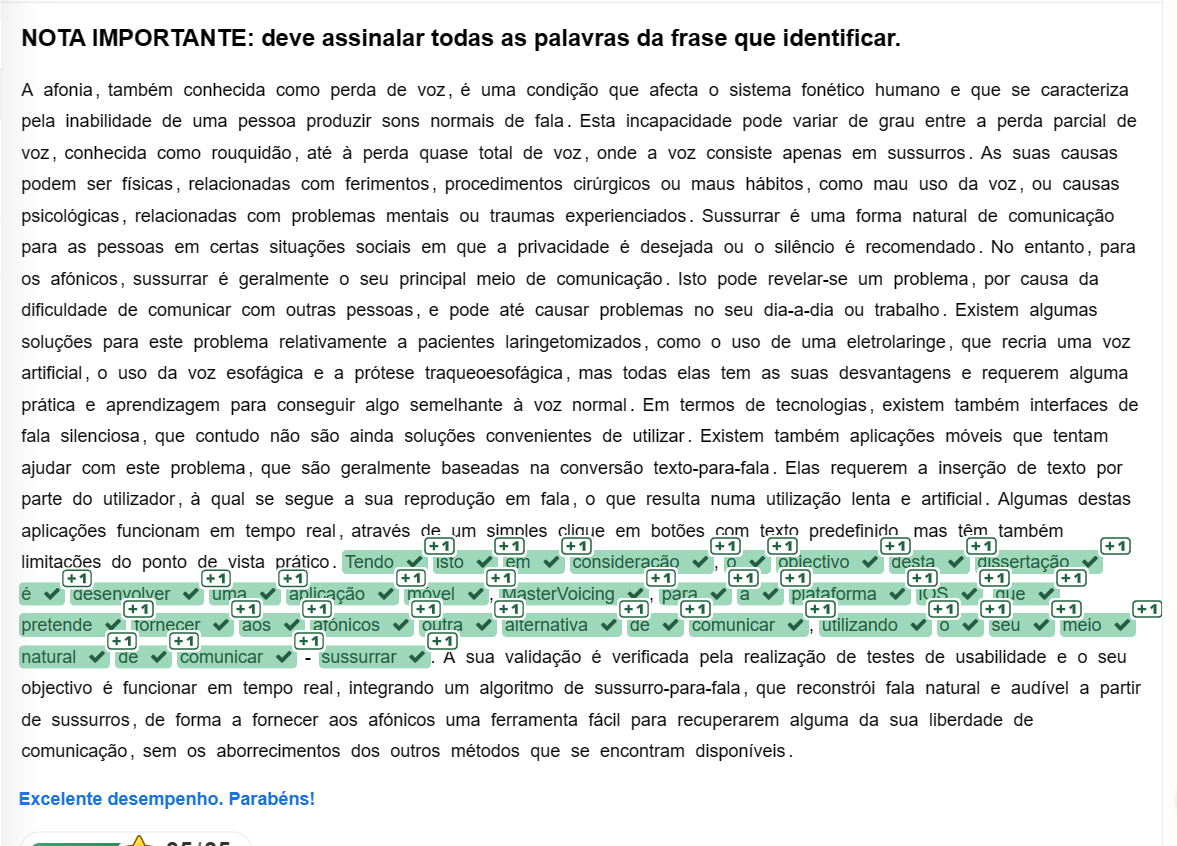 NOTA IMPORTANTE: deve assinalar todas as palavras da frase que identificar.
A afonia, também conhecida como perda de voz, é uma condição que afecta o sistema fonético humano e que se caracteriza
pela inabilidade de uma pessoa produzir sons normais de fala. Esta incapacidade pode variar de grau entre a perda parcial de
voz, conhecida como rouquidão, até à perda quase total de voz, onde a voz consiste apenas em sussurros. As suas causas
podem ser físicas, relacionadas com ferimentos, procedimentos cirúrgicos ou maus hábitos, como mau uso da voz, ou causas
psicológicas, relacionadas com problemas mentais ou traumas experienciados. Sussurrar é uma forma natural de comunicação
para as pessoas em certas situações sociais em que a privacidade é desejada ou o silêncio é recomendado. No entanto, para
os afónicos, sussurrar é geralmente o seu principal meio de comunicação. Isto pode revelar-se um problema, por causa da
dificuldade de comunicar com outras pessoas, e pode até causar problemas no seu dia-a-dia ou trabalho. Existem algumas
soluções para este problema relativamente a pacientes laringetomizados, como o uso de uma eletrolaringe, que recria uma voz
artificial, o uso da voz esofágica e a prótese traqueoesofágica, mas todas elas tem as suas desvantagens e requerem alguma
prática e aprendizagem para conseguir algo semelhante à voz normal. Em termos de tecnologias, existem também interfaces de
fala silenciosa, que contudo não são ainda soluções convenientes de utilizar. Existem também aplicações móveis que tentam
ajudar com este problema, que são geralmente baseadas na conversão texto-para-fala. Elas requerem a inserção de texto por
parte do utilizador, à qual se segue a sua reprodução em fala, o que resulta numa utilização lenta e artificial. Algumas destas
aplicações funcionam em tempo real, através de um simples clique em botões com texto predefinido, mas têm também
+1 +1 +1 +1 +1 +1 +1 +1
limitações do ponto de vista prático. Tendo isto em consideração, o objectivo desta dissertação
+1 +1 +1 +1 +1 +1 +1 +1 +1 +1 +1
é desenvolver uma aplicação móvel, MasterVoicing, para a plataforma iOS que
+1 +1 +1 +1 +1 +1 +1 +1 +1 +1 +1
pretende fornecer aos afónicos outra alternativa de comunicar, utilizando o seu meio
+1 +1 +1 +1
natural de comunicar - sussurrar. A sua validação é verificada pela realização de testes de usabilidade e o seu
objectivo é funcionar em tempo real, integrando um algoritmo de sussurro-para-fala, que reconstrói fala natural e audível a partir
de sussurros, de forma a fornecer aos afónicos uma ferramenta fácil para recuperarem alguma da sua liberdade de
comunicação, sem os aborrecimentos dos outros métodos que se encontram disponíveis.
Excelente desempenho. Parabéns!